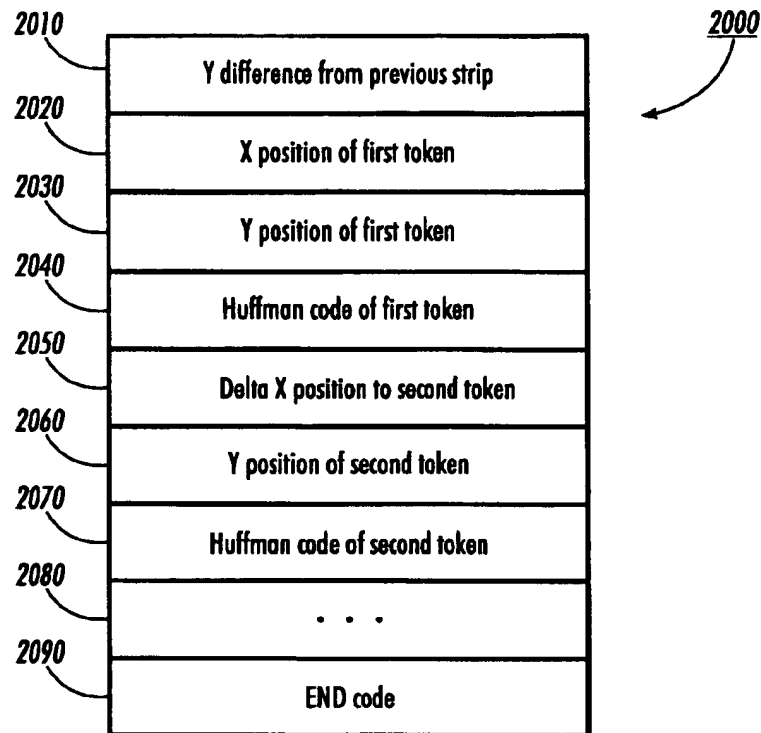 2010
2000
Y difference from previous strip
2020
X position of first token
2030
Y position of first token
2040
Huffman code of first token
2050
Delta X position to second token
2060
Y position of second token
2070
Huffman code of second token
2080
. . .
2090
END code